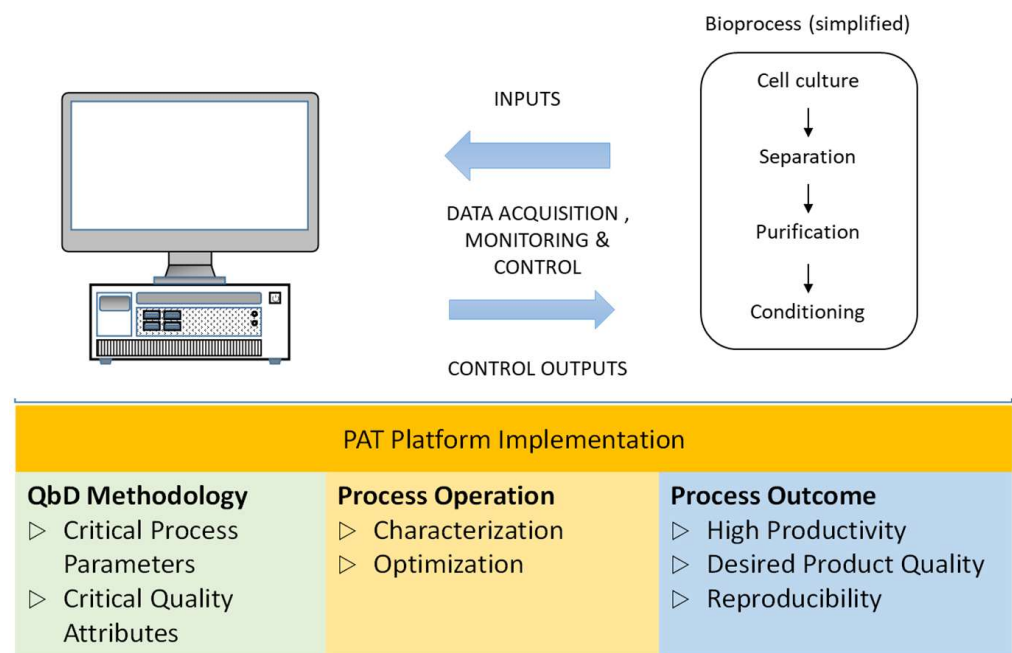 Bioprocess (simplified)
Cell culture
Separation
Purification
Conditioning
INPUTS
DATA ACQUISITION ,
MONITORING &
CONTROL
CONTROL OUTPUTS
PAT Platform Implementation
QbD Methodology
▷ Critical Process
Parameters
▷ Critical Quality
Attributes
Process Operation
▷ Characterization
▷ Optimization
Process Outcome
▷ High Productivity
▷ Desired Product Quality
▷ Reproducibility